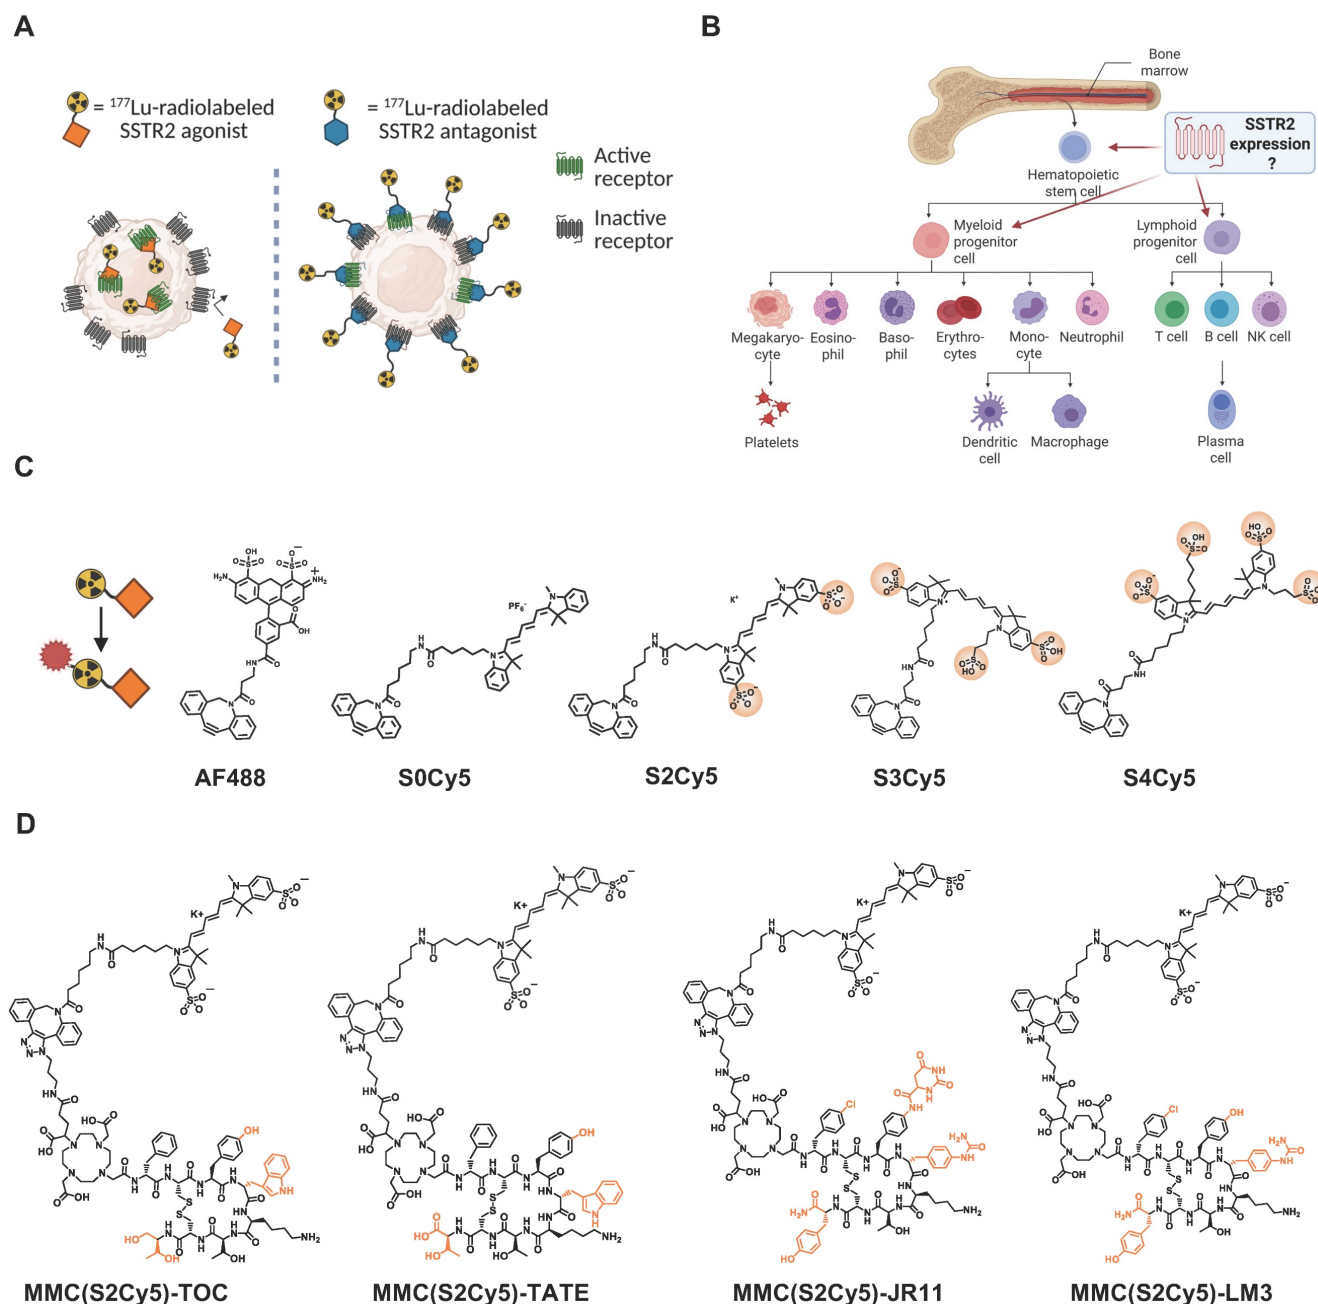 A
= ¹⁷⁷Lu-radiolabeled
SSTR2 agonist
= ¹⁷⁷Lu-radiolabeled
SSTR2 antagonist
Active
receptor
Inactive
receptor
B
Bone
marrow
SSTR2
expression
?
Hematopoietic
stem cell
Myeloid
progenitor
cell
Lymphoid
progenitor
cell
Megakaryo-
cyte
Eosino-
phil
Baso-
phil
Erythro-
cytes
Mono-
cyte
Neutrophil
T cell
B cell
NK cell
Platelets
Dendritic
cell
Macrophage
Plasma
cell
C
AF488
S0Cy5
S2Cy5
S3Cy5
S4Cy5
PF₆⁻
K⁺
D
K+
K+
K+
K+
MMC(S2Cy5)-TOC
MMC(S2Cy5)-TATE
MMC(S2Cy5)-JR11
MMC(S2Cy5)-LM3